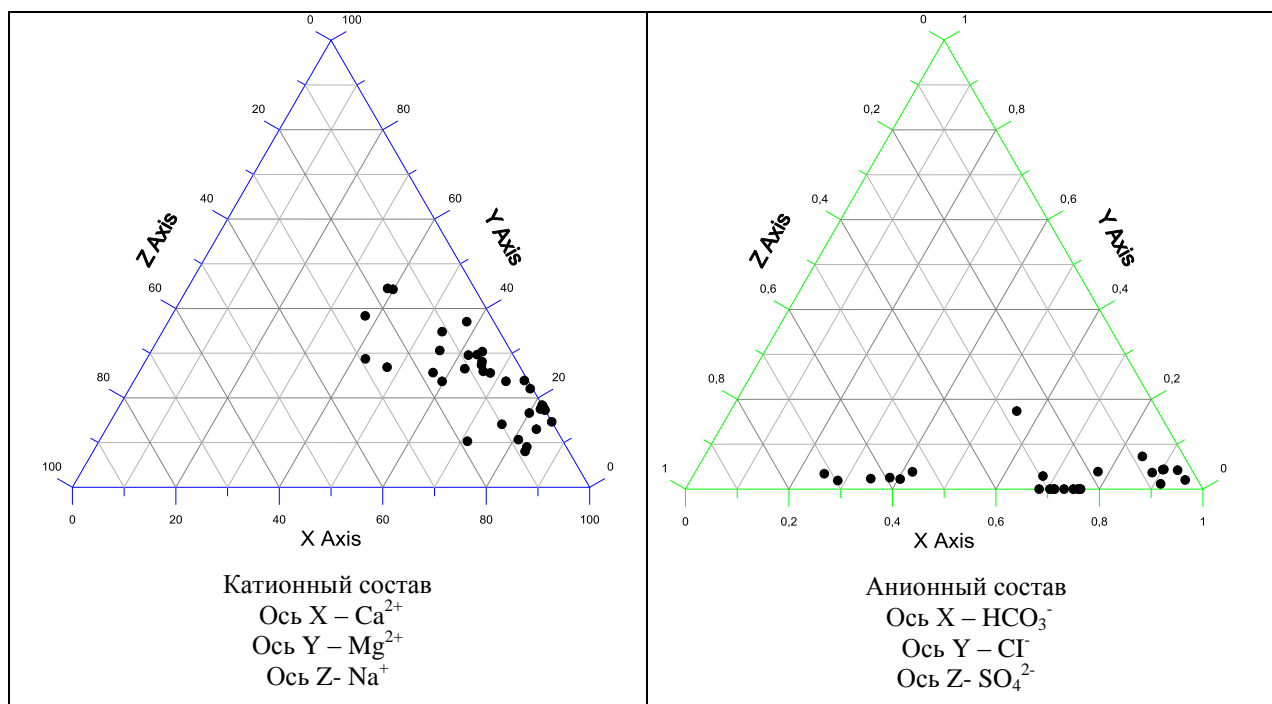 0 100
20 80
40 60
Z Axis Y Axis
60 40
80 20
100 0
0 20 40 60 80 100
X Axis
Катионный состав
Ось X – Ca²⁺
Ось Y – Mg²⁺
Ось Z- Na⁺
0 1
0,2 0,8
0,4 0,6
Z Axis Y Axis
0,6 0,4
0,8 0,2
1 0
0 0,2 0,4 0,6 0,8 1
X Axis
Анионный состав
Ось X – HCO₃⁻
Ось Y – CI⁻
Ось Z- SO₄²⁻